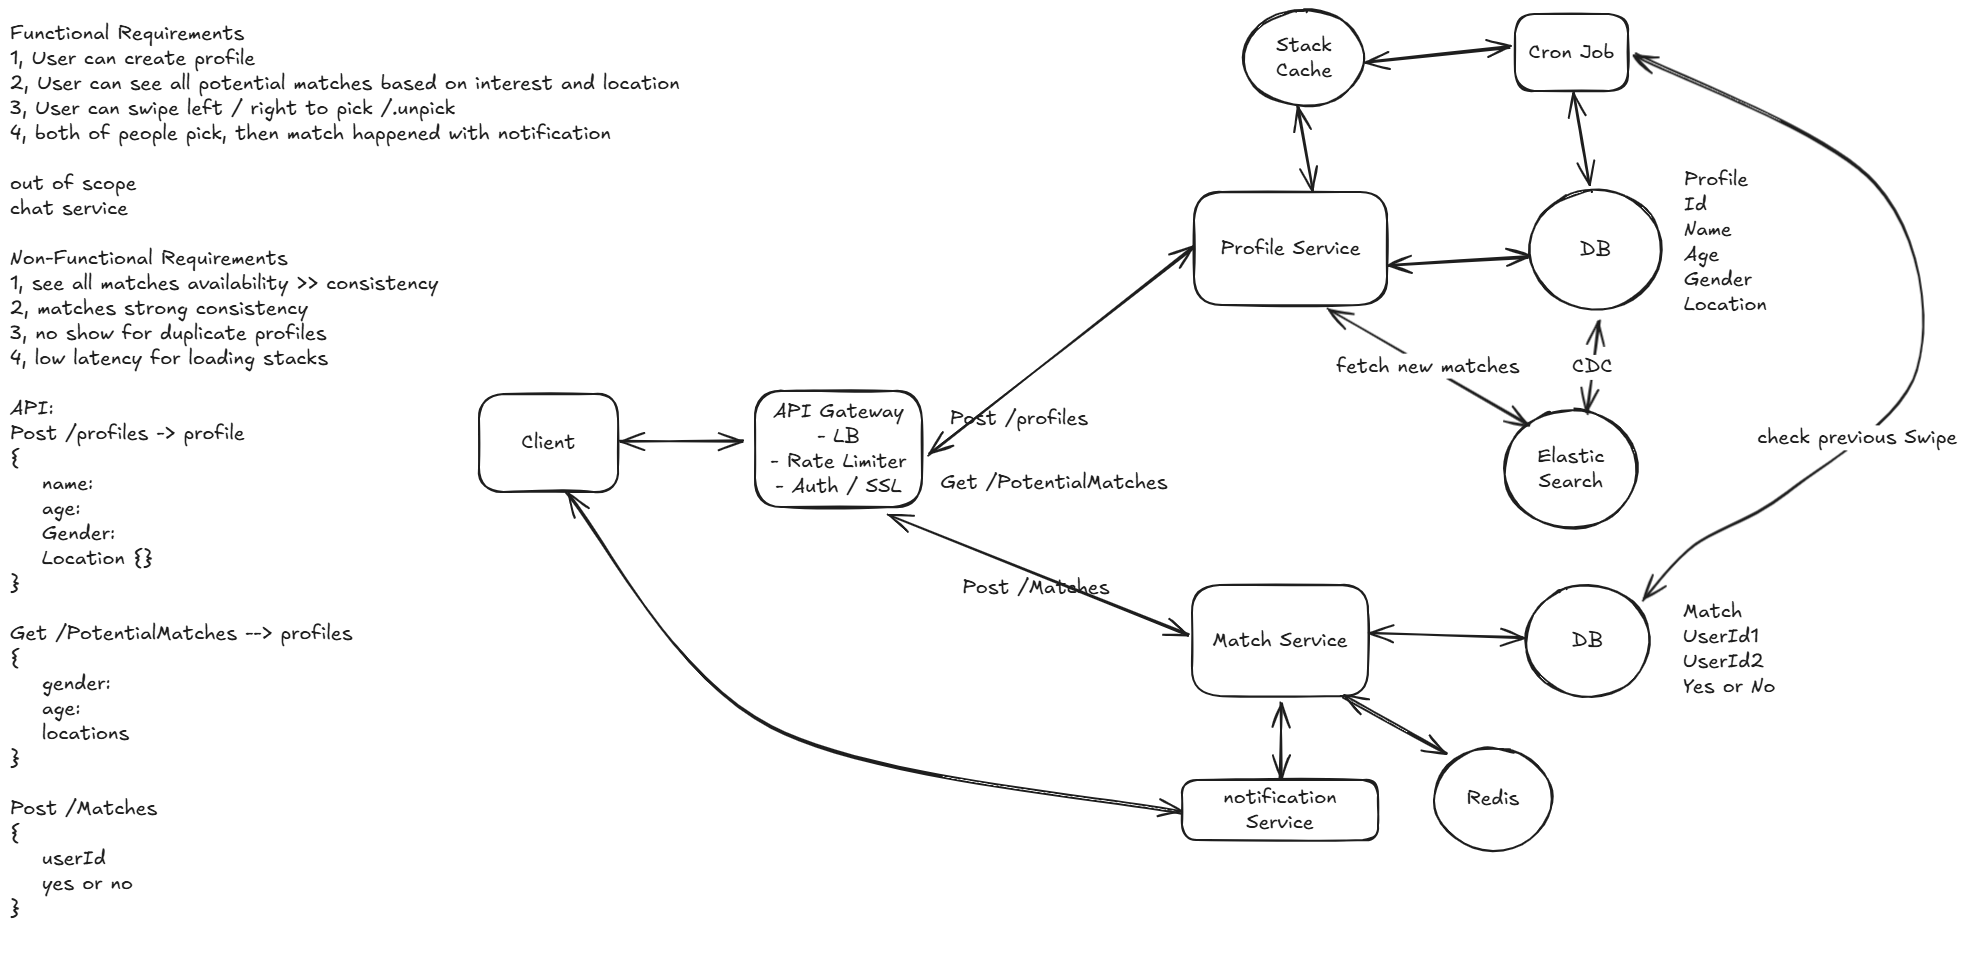 Functional Requirements
1, User can create profile
2, User can see all potential matches based on interest and location
3, User can swipe left / right to pick /.unpick
4, both of people pick, then match happened with notification
out of scope
chat service
Non-Functional Requirements
1, see all matches availability >> consistency
2, matches strong consistency
3, no show for duplicate profiles
4, low latency for loading stacks
API:
Post /profiles -> profile
{
name:
age:
Gender:
Location {}
}
Get /PotentialMatches --> profiles
{
gender:
age:
locations
}
Post /Matches
{
userId
yes or no
}
Client
API Gateway
- LB
- Rate Limiter
- Auth / SSL
Post /profiles
Get /PotentialMatches
Post /Matches
Stack
Cache
Cron Job
Profile Service
DB
Profile
Id
Name
Age
Gender
Location
fetch new matches
CDC
Elastic
Search
check previous Swipe
Match Service
DB
Match
UserId1
UserId2
Yes or No
notification
Service
Redis